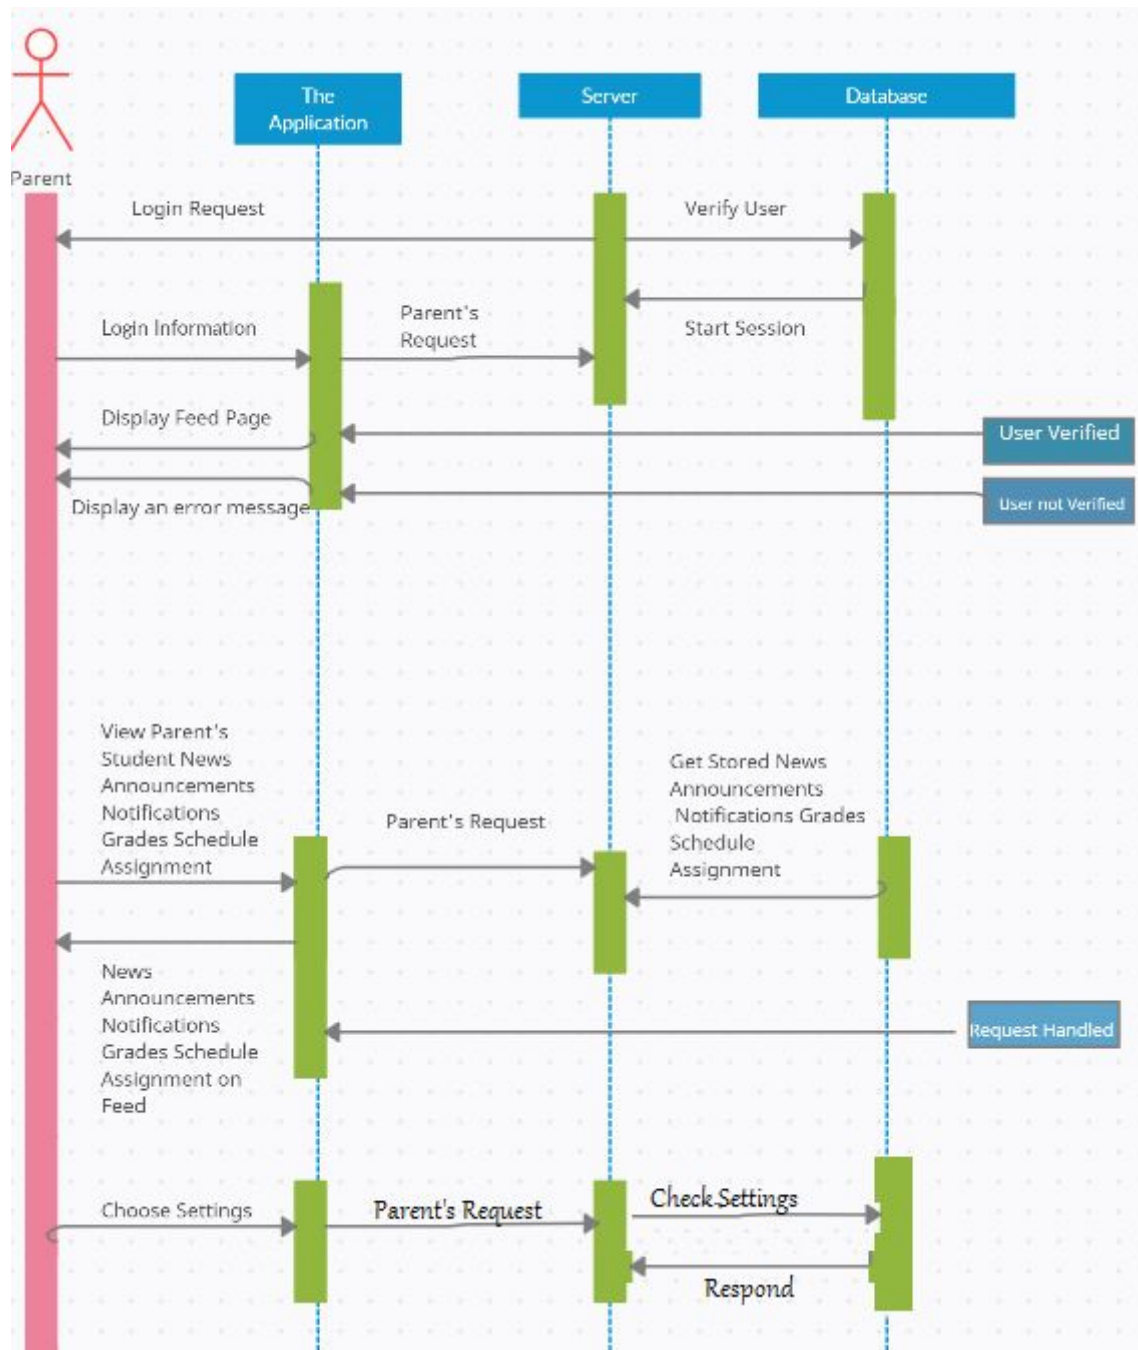 The
Application
Server
Database
Parent
Login Request
Verify User
Parent's
Request
Login Information
Start Session
Display Feed Page
User Verified
Display an error message
User not Verified
View Parent's
Student News
Announcements
Notifications
Grades Schedule
Assignment
Parent's Request
Get Stored News
Announcements
Notifications Grades
Schedule
Assignment
News
Announcements
Notifications
Grades Schedule
Assignment on
Feed
Request Handled
Choose Settings
Parent's Request
Check Settings
Respond